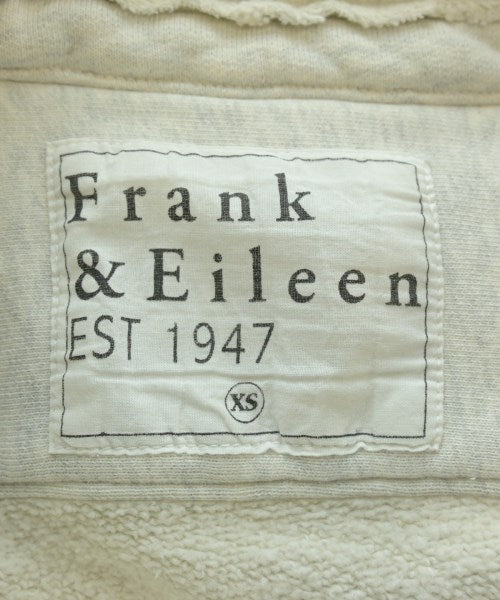 Frank
& Eileen
EST 1947
XS